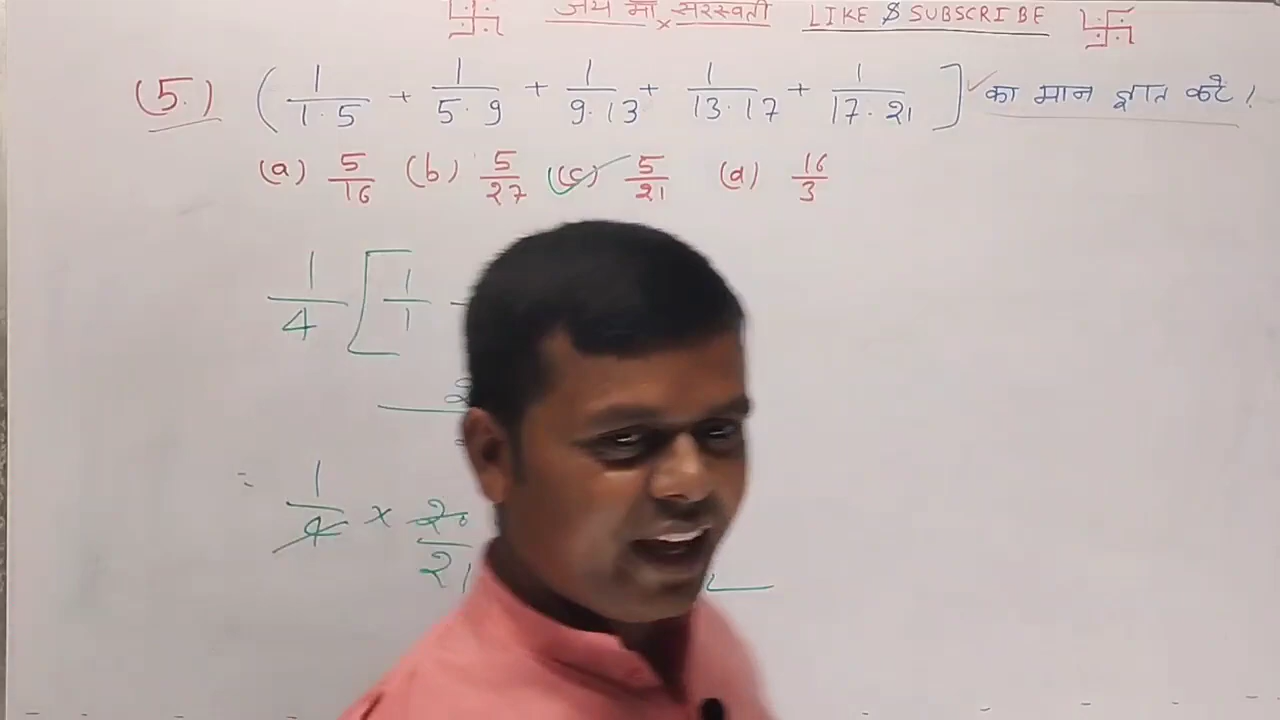 जय माँ सरस्वती LIKE $ SUBSCRIBE
(5.) ( 1/1·5 + 1/5·9 + 1/9·13 + 1/13·17 + 1/17·21 ] का मान ज्ञात करें!
(a) 5/16 (b) 5/27 (c) 5/21 (d) 16/3
1/4 [ 1/1 -
= 1/4 × 20/21